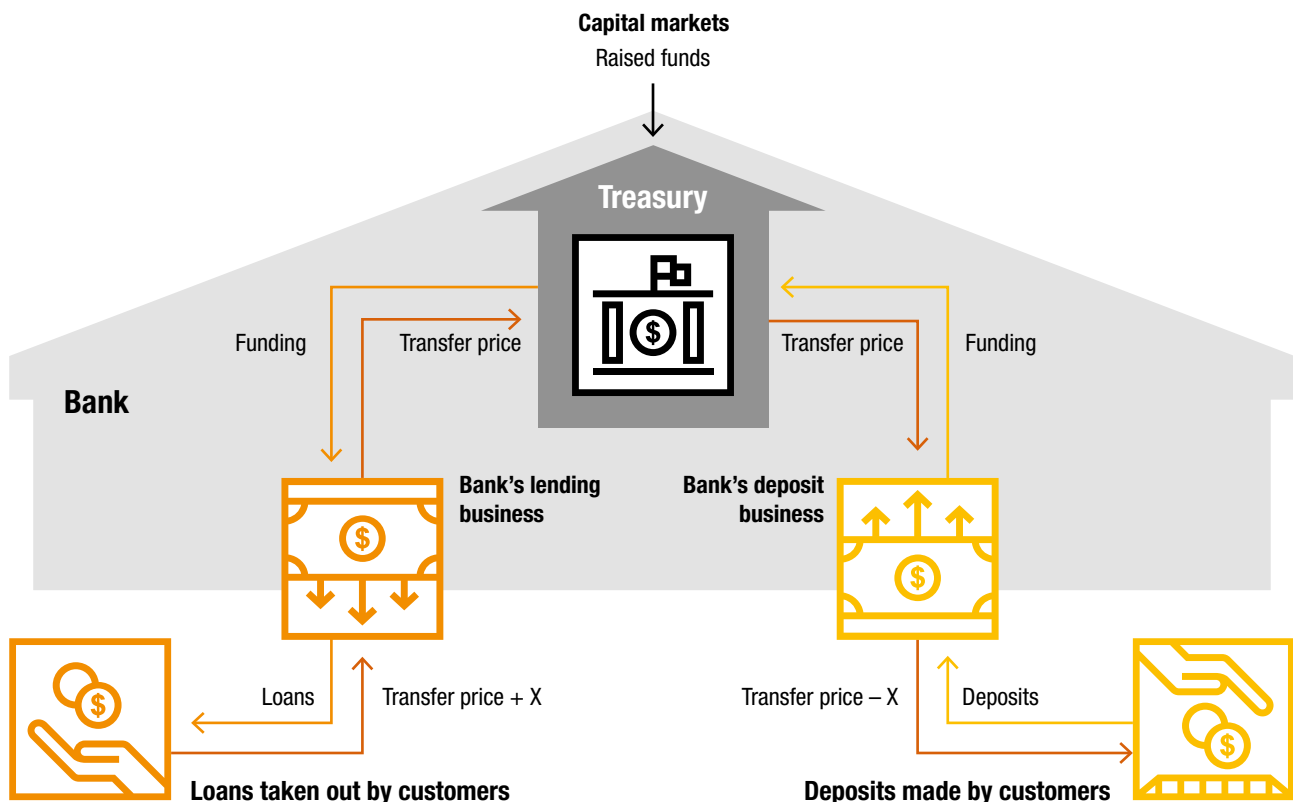 Capital markets
Raised funds
Treasury
$
Funding
Transfer price
Transfer price
Funding
Bank
Bank's lending
business
Bank's deposit
business
$
$
Loans
Transfer price + X
Transfer price – X
Deposits
$
$
Loans taken out by customers
Deposits made by customers